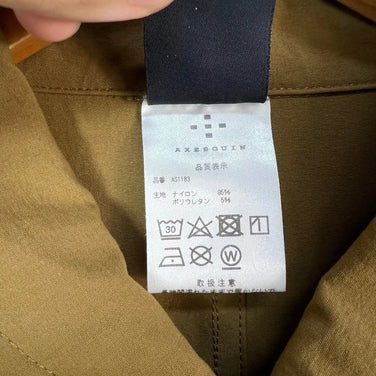 AXESQUIN
品質表示
品番 AS1183
生地 ナイロン 95%
ポリウレタン 5%
30
W
取扱注意